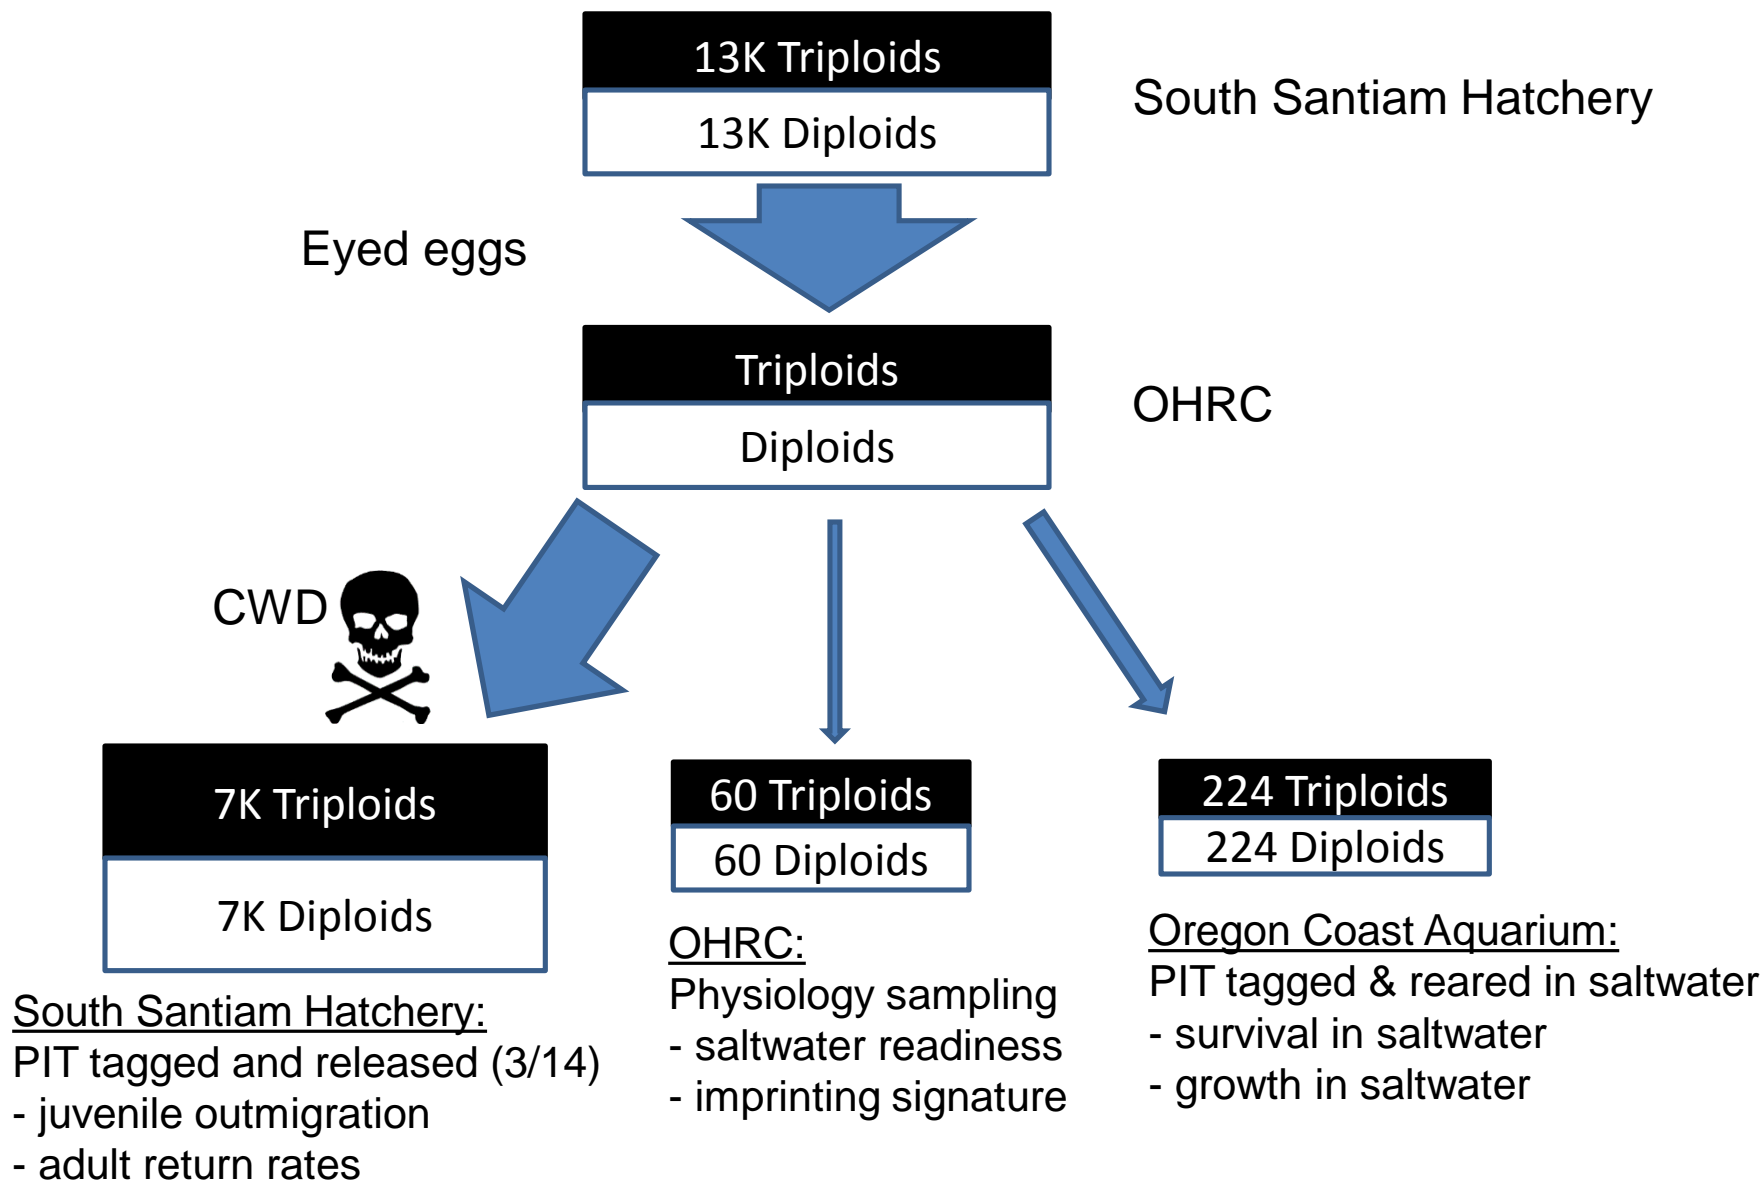 13K Triploids
13K Diploids
South Santiam Hatchery
Eyed eggs
Triploids
Diploids
OHRC
CWD
7K Triploids
7K Diploids
South Santiam Hatchery:
PIT tagged and released (3/14)
- juvenile outmigration
- adult return rates
60 Triploids
60 Diploids
OHRC:
Physiology sampling
- saltwater readiness
- imprinting signature
224 Triploids
224 Diploids
Oregon Coast Aquarium:
PIT tagged & reared in saltwater
- survival in saltwater
- growth in saltwater